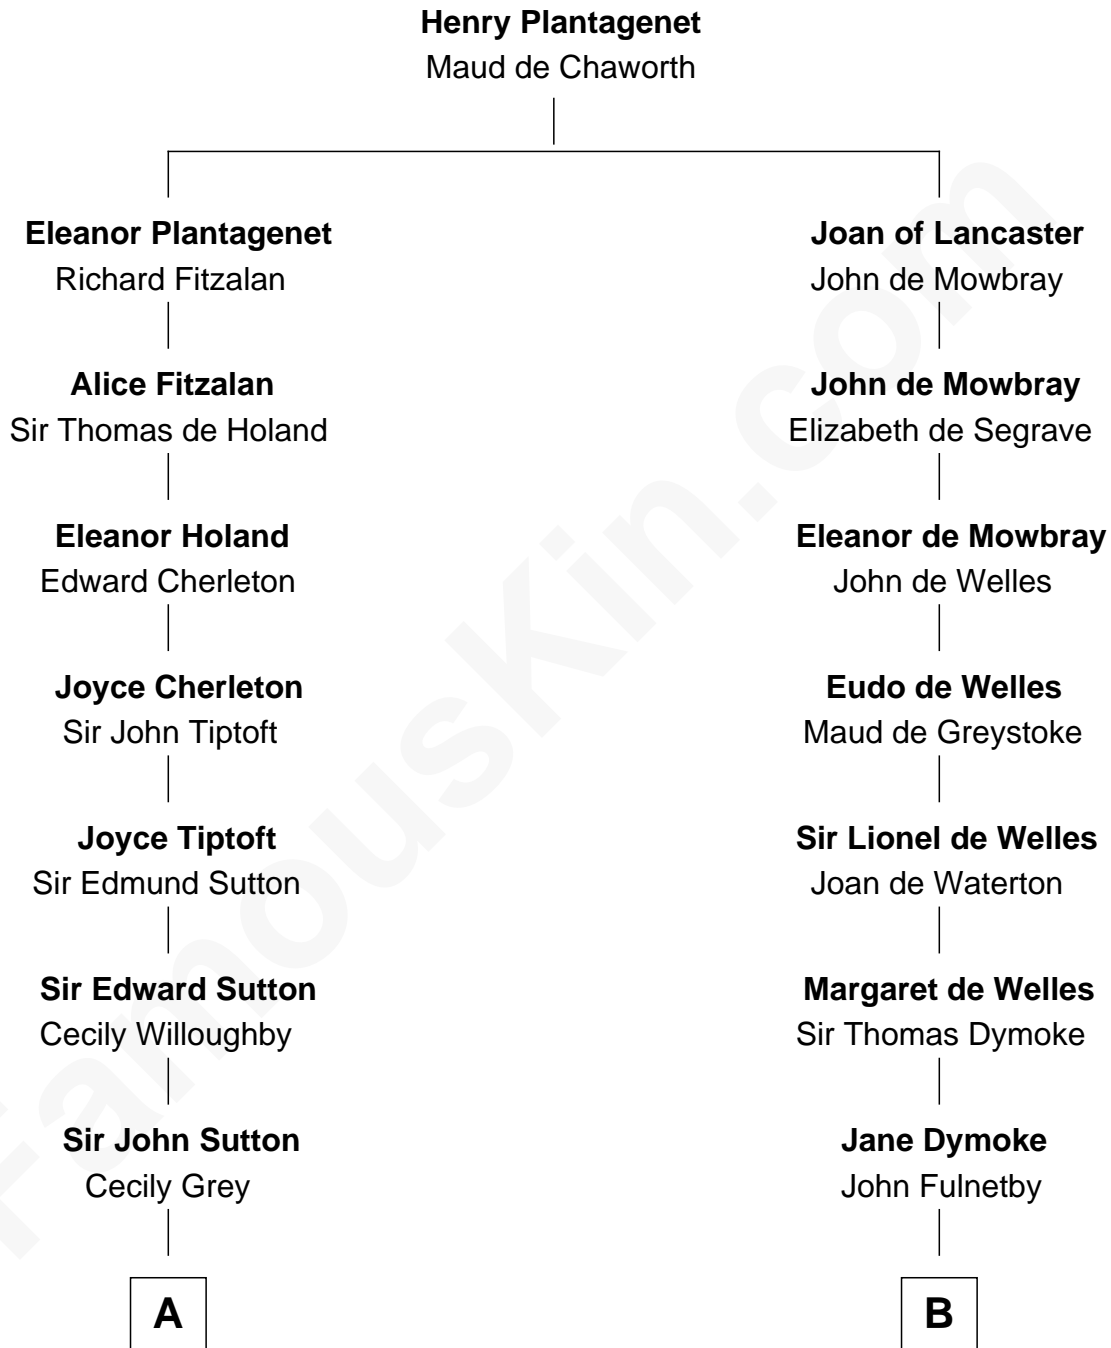 Henry Plantagenet
Maud de Chaworth
Eleanor Plantagenet
Richard Fitzalan
Joan of Lancaster
John de Mowbray
Alice Fitzalan
Sir Thomas de Holand
John de Mowbray
Elizabeth de Segrave
Eleanor Holand
Edward Cherleton
Eleanor de Mowbray
John de Welles
Joyce Cherleton
Sir John Tiptoft
Eudo de Welles
Maud de Greystoke
Joyce Tiptoft
Sir Edmund Sutton
Sir Lionel de Welles
Joan de Waterton
Sir Edward Sutton
Cecily Willoughby
Margaret de Welles
Sir Thomas Dymoke
Sir John Sutton
Cecily Grey
Jane Dymoke
John Fulnetby
A
B
FamousKin.com